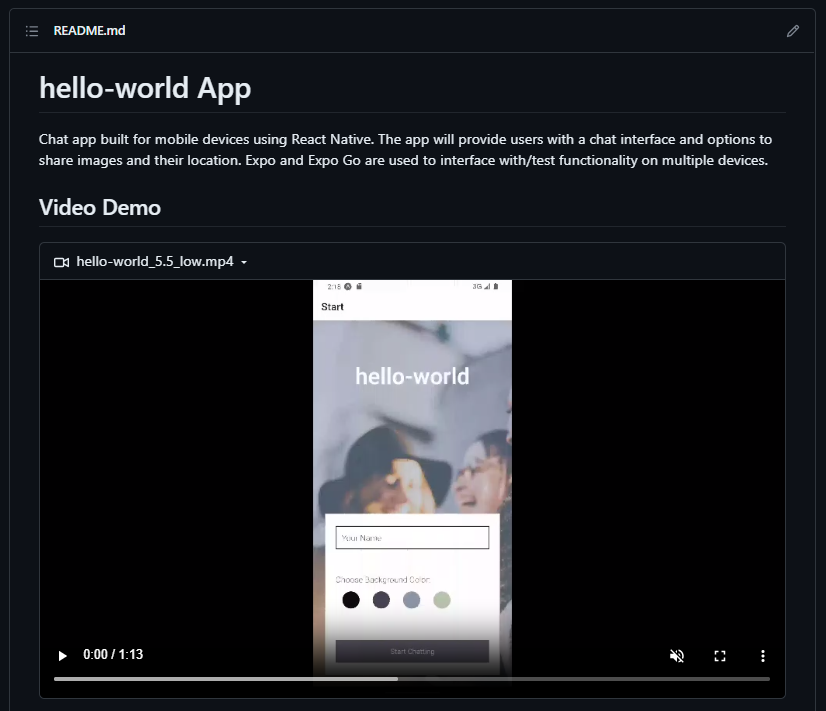 README.md
hello-world App
Chat app built for mobile devices using React Native. The app will provide users with a chat interface and options to
share images and their location. Expo and Expo Go are used to interface with/test functionality on multiple devices.
Video Demo
hello-world_5.5_low.mp4
2:18 3G
Start
hello-world
Your Name
Choose Background Color:
Start Chatting
0:00 / 1:13